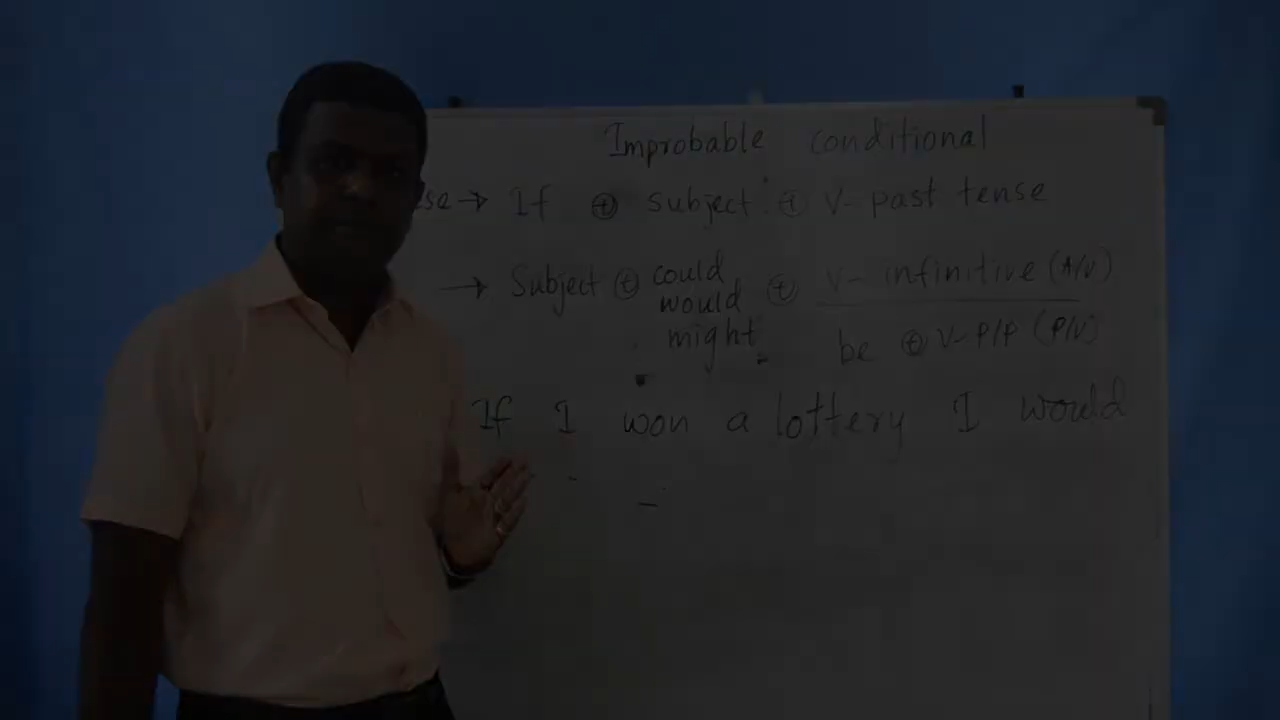 Improbable conditional
se → If ⊕ subject ⊕ V- past tense
→ Subject ⊕ could would might ⊕ V- infinitive (A/V)
be ⊕ V- P/P (P/V)
If I won a lottery I would